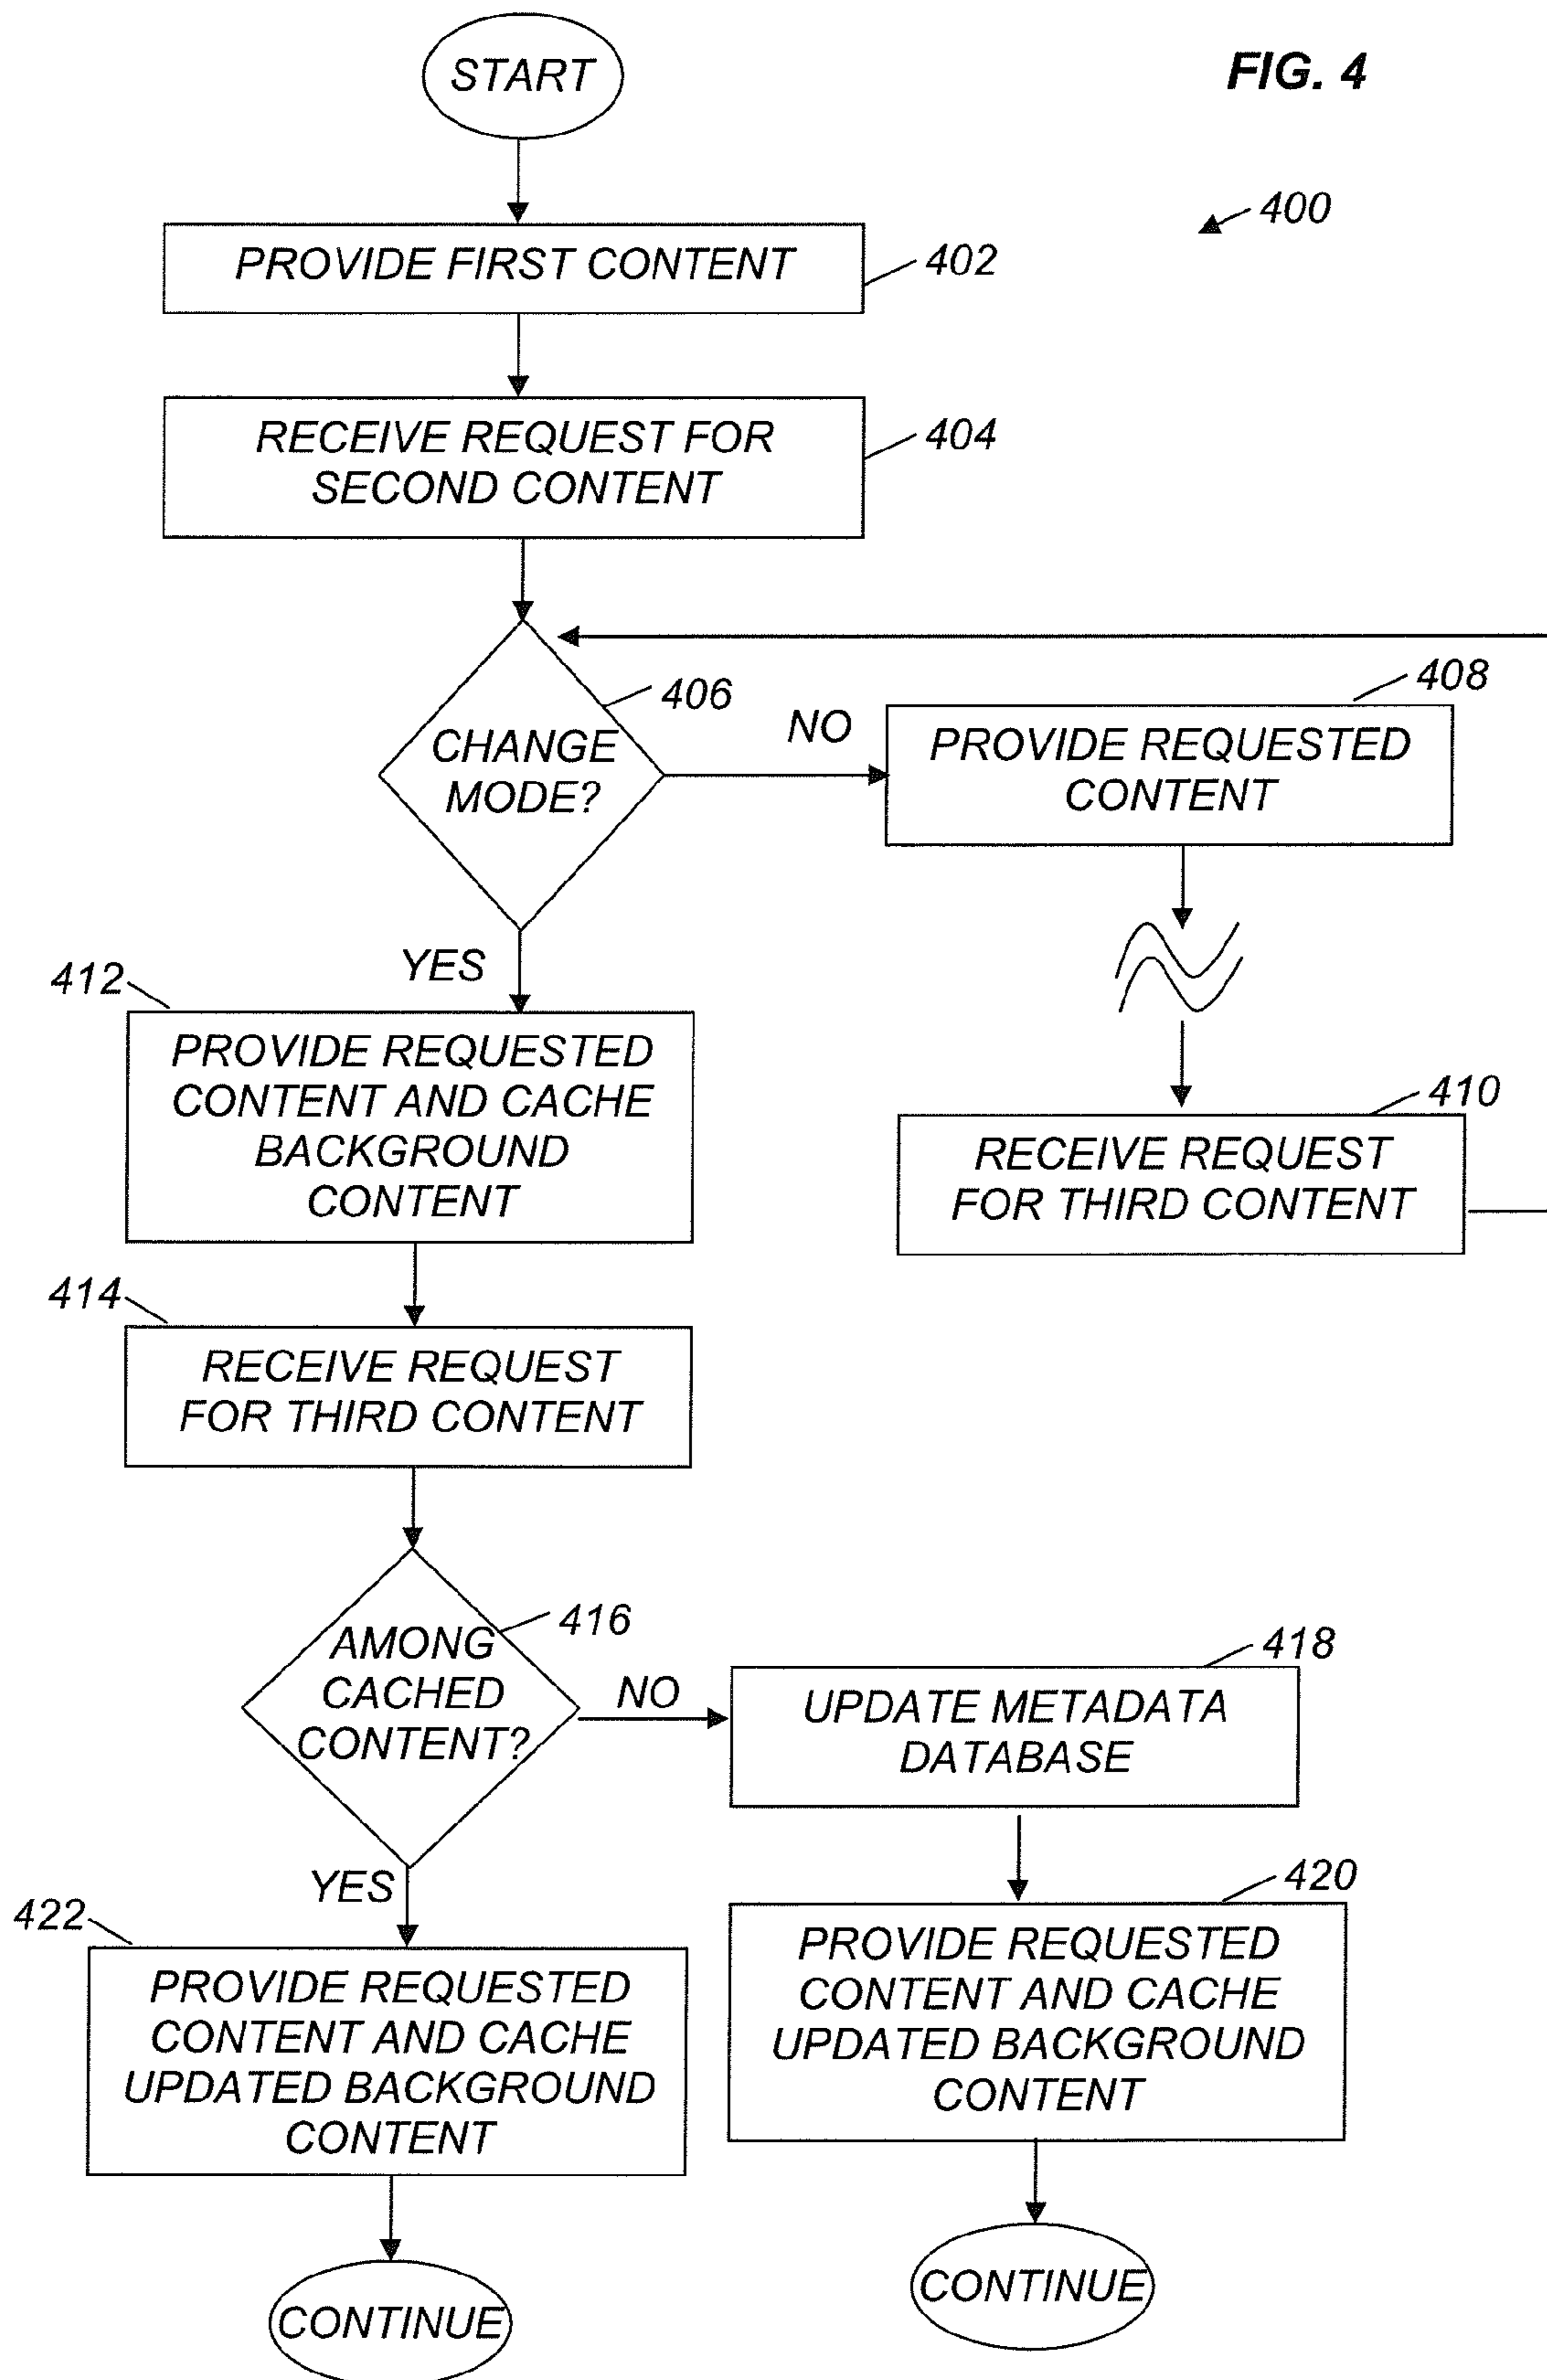 START
FIG. 4
400
PROVIDE FIRST CONTENT
402
RECEIVE REQUEST FOR
SECOND CONTENT
404
406
CHANGE
MODE?
NO
408
PROVIDE REQUESTED
CONTENT
YES
410
RECEIVE REQUEST
FOR THIRD CONTENT
412
PROVIDE REQUESTED
CONTENT AND CACHE
BACKGROUND
CONTENT
414
RECEIVE REQUEST
FOR THIRD CONTENT
416
AMONG
CACHED
CONTENT?
NO
418
UPDATE METADATA
DATABASE
YES
420
PROVIDE REQUESTED
CONTENT AND CACHE
UPDATED BACKGROUND
CONTENT
422
PROVIDE REQUESTED
CONTENT AND CACHE
UPDATED BACKGROUND
CONTENT
CONTINUE
CONTINUE